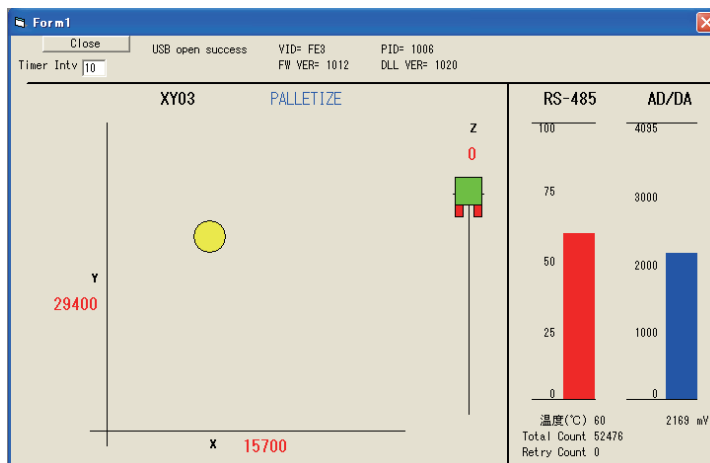 Form1
Close
USB open success
VID= FE3
PID= 1006
Timer Intv 10
FW VER= 1012
DLL VER= 1020
XY03
PALLETIZE
Z
0
Y
29400
X
15700
RS-485
AD/DA
100
75
50
25
0
4095
3000
2000
1000
0
温度(℃) 60
2169 mV
Total Count 52476
Retry Count 0